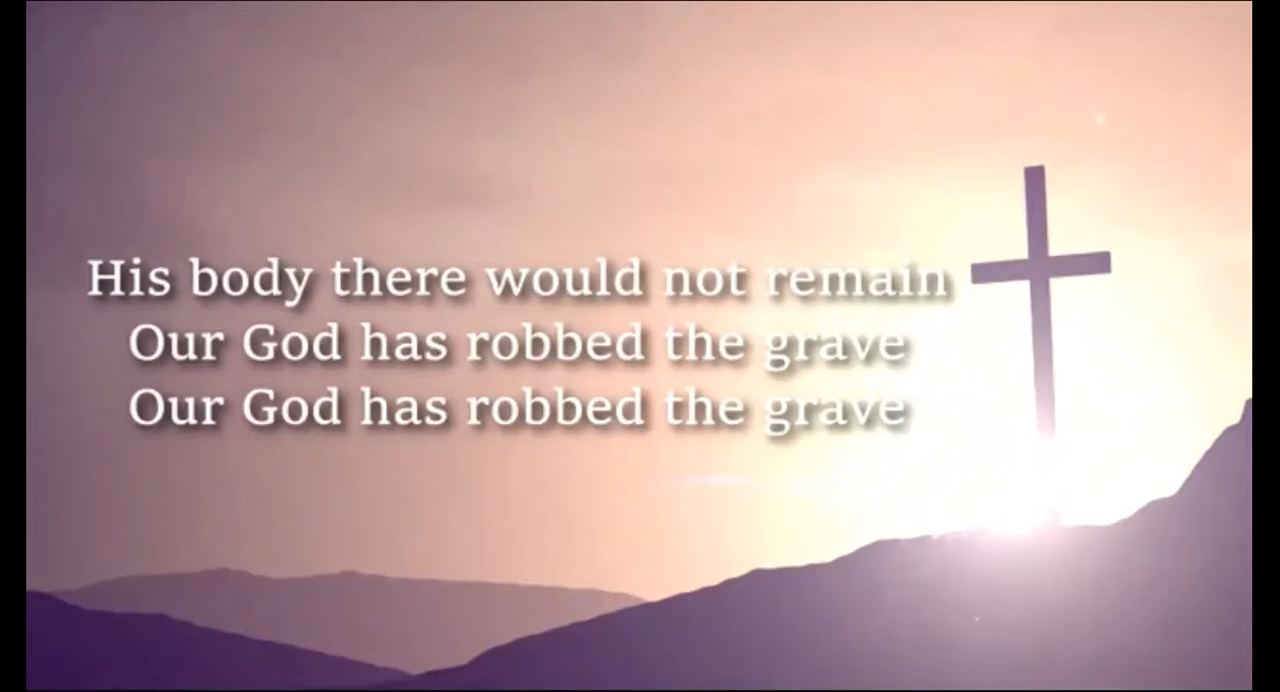 His body there would not remain
Our God has robbed the grave
Our God has robbed the grave